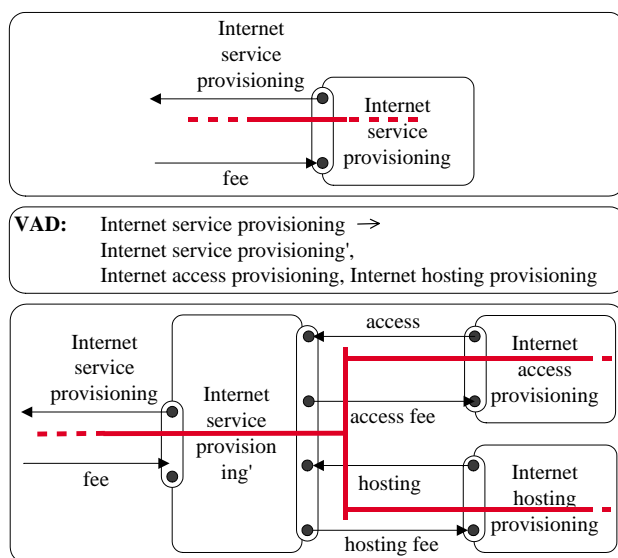 Internet
service
provisioning
Internet
service
provisioning
fee
VAD: Internet service provisioning →
Internet service provisioning',
Internet access provisioning, Internet hosting provisioning
Internet
service
provisioning
fee
Internet
service
provision
ing'
access
access fee
hosting
hosting fee
Internet
access
provisioning
Internet
hosting
provisioning